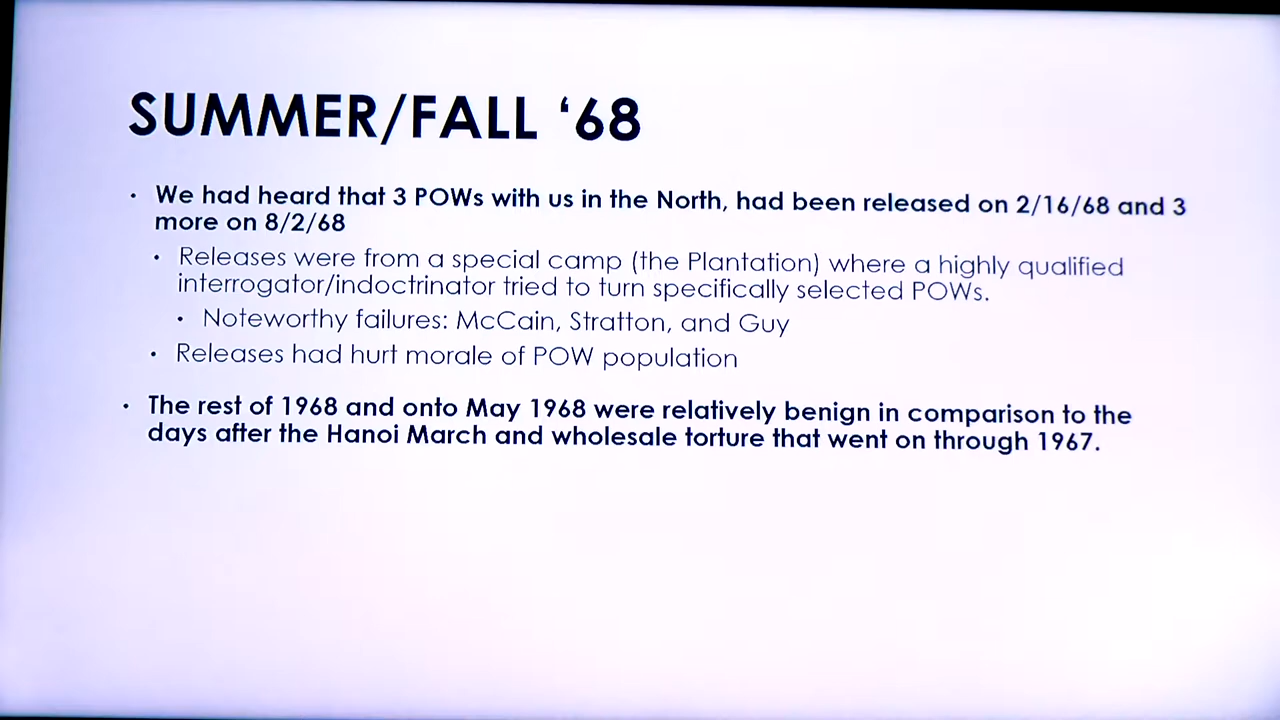 SUMMER/FALL ‘68
• We had heard that 3 POWs with us in the North, had been released on 2/16/68 and 3
more on 8/2/68
• Releases were from a special camp (the Plantation) where a highly qualified
interrogator/indoctrinator tried to turn specifically selected POWs.
• Noteworthy failures: McCain, Stratton, and Guy
• Releases had hurt morale of POW population
• The rest of 1968 and onto May 1968 were relatively benign in comparison to the
days after the Hanoi March and wholesale torture that went on through 1967.